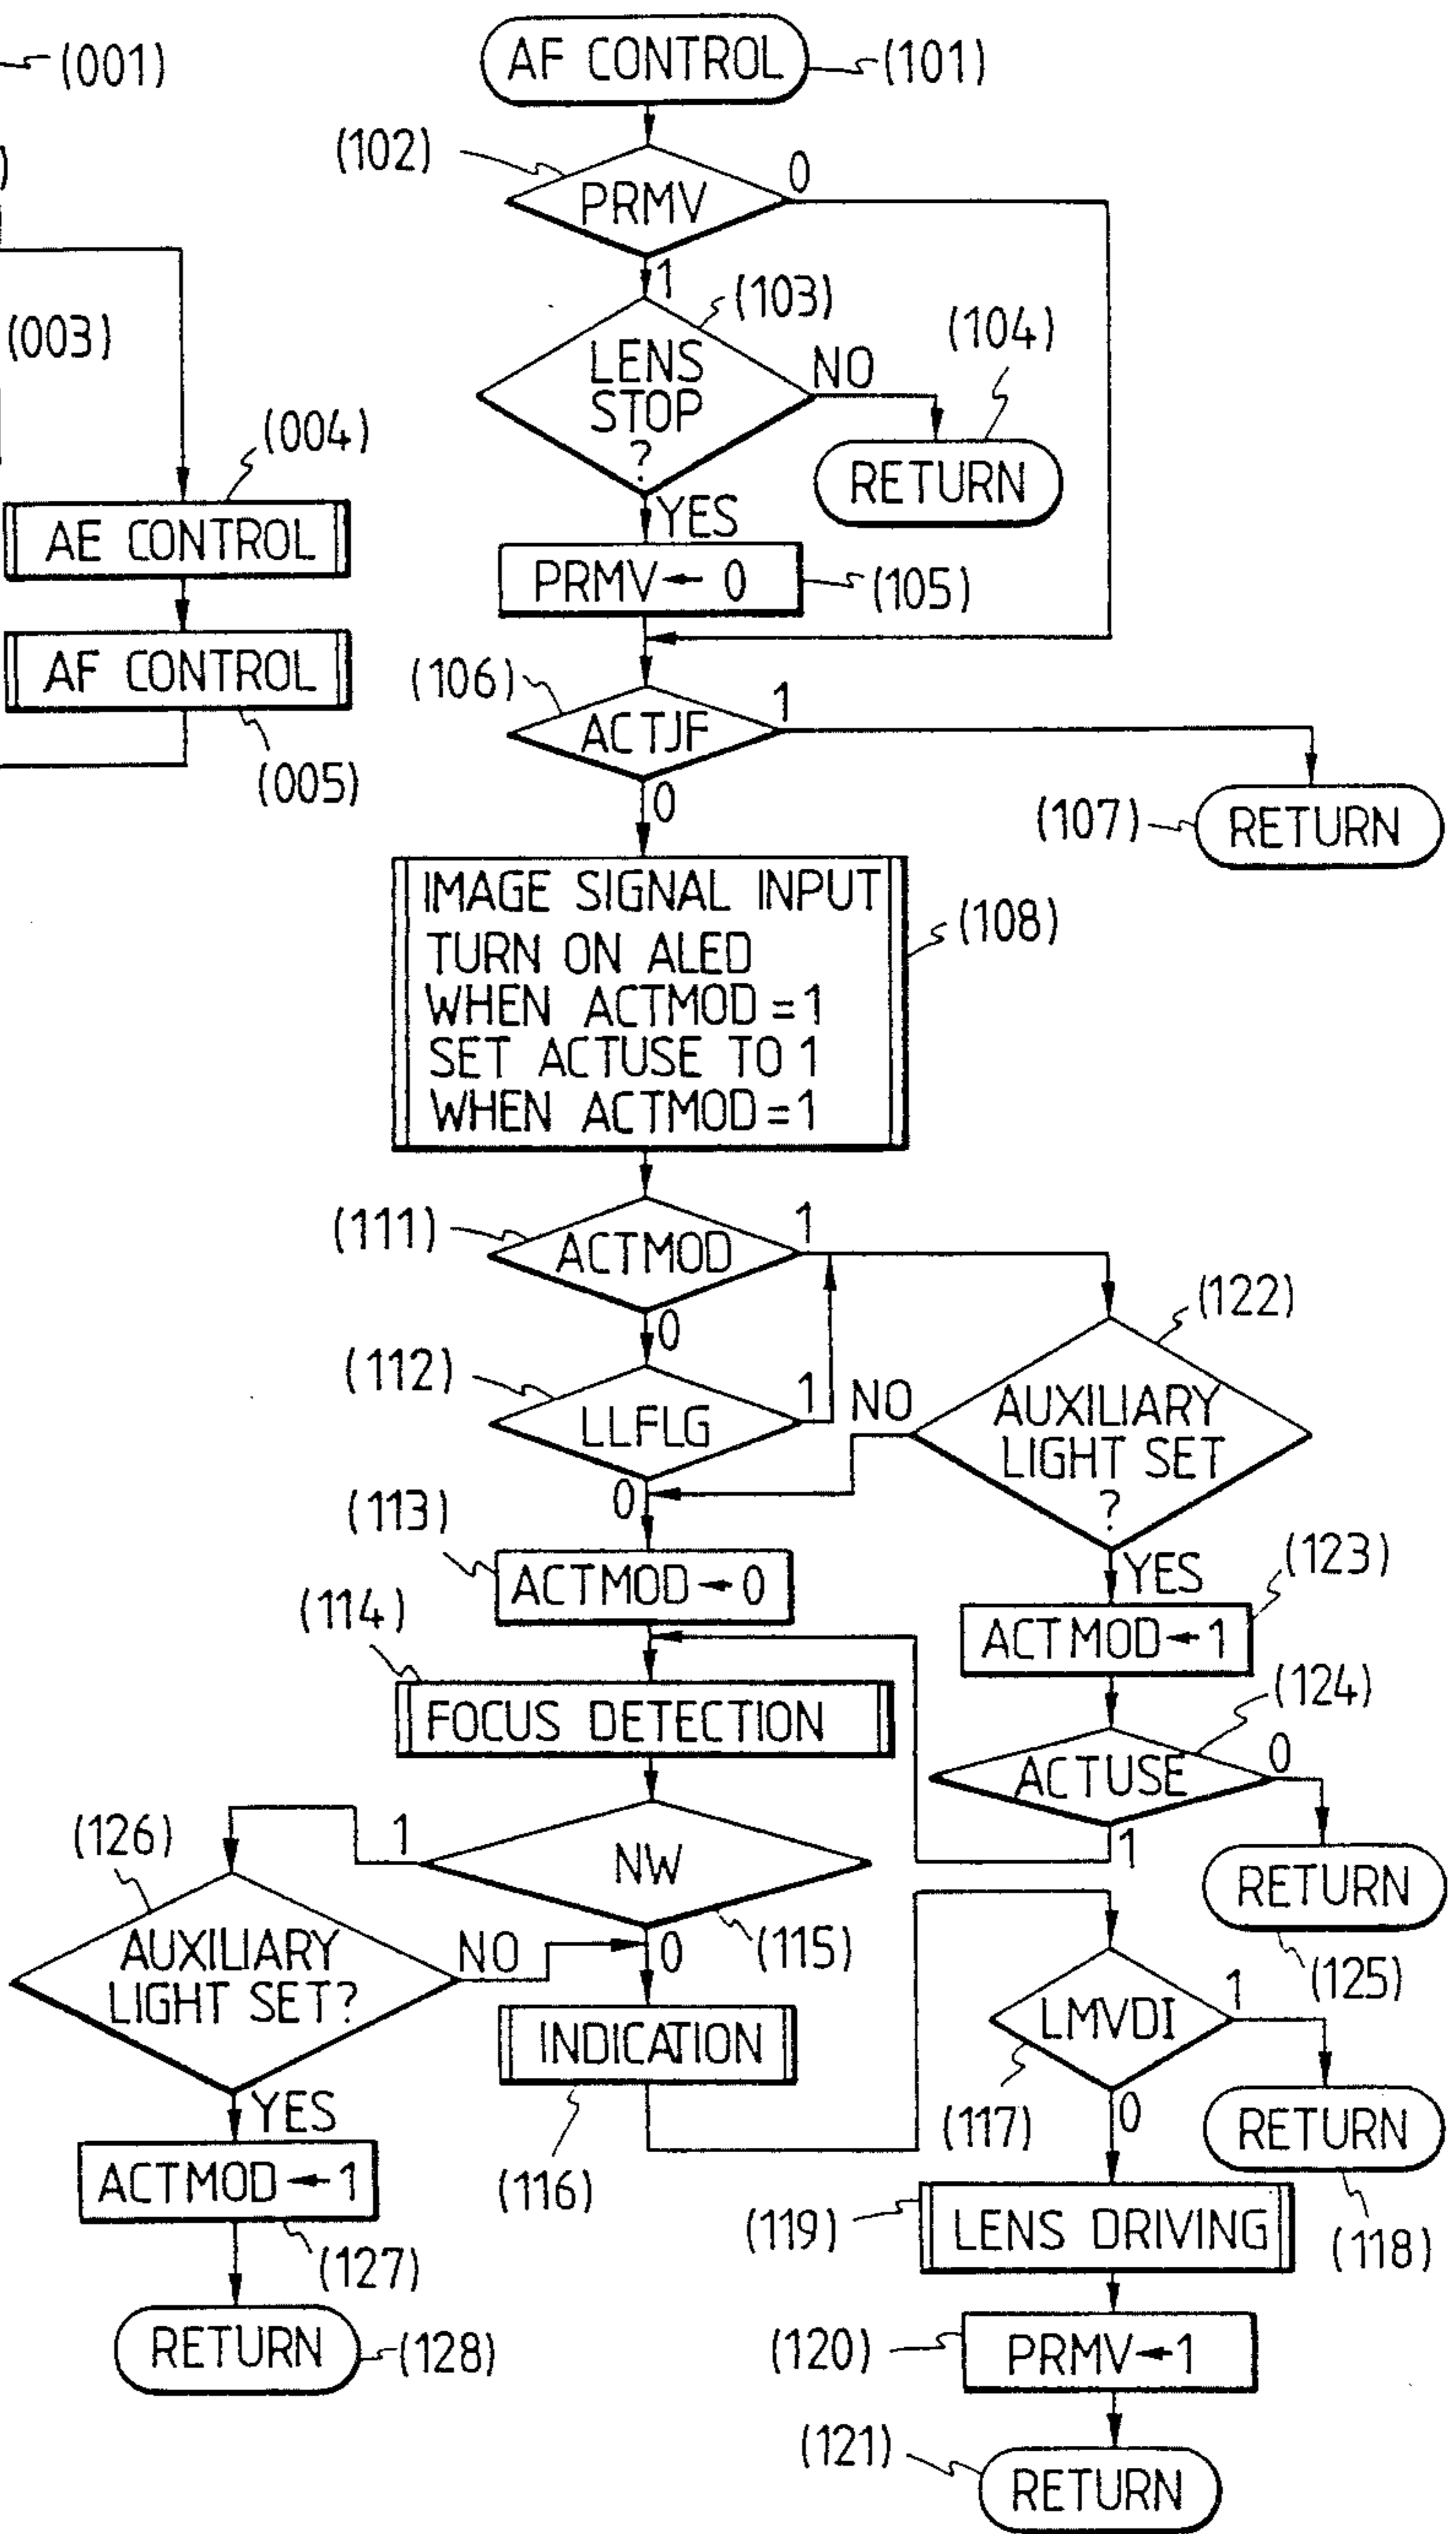 (001)
)
(003)
(004)
AE CONTROL
AF CONTROL
(005)
AF CONTROL
(101)
(102)
PRMV
0
1
(103)
LENS
STOP
?
NO
(104)
RETURN
YES
PRMV ← 0
(105)
(106)
ACTJF
1
0
(107)
RETURN
IMAGE SIGNAL INPUT
TURN ON ALED
WHEN ACTMOD = 1
SET ACTUSE TO 1
WHEN ACTMOD = 1
(108)
(111)
ACTMOD
1
0
(112)
LLFLG
1
0
(122)
NO
AUXILIARY
LIGHT SET
?
YES
(113)
ACTMOD ← 0
(123)
ACTMOD ← 1
(114)
FOCUS DETECTION
(124)
ACTUSE
0
1
RETURN
(125)
NW
1
0
(115)
(126)
AUXILIARY
LIGHT SET?
NO
YES
INDICATION
(116)
LMVDI
1
0
(117)
RETURN
(118)
ACTMOD ← 1
(127)
RETURN
(128)
(119)
LENS DRIVING
(120)
PRMV ← 1
(121)
RETURN